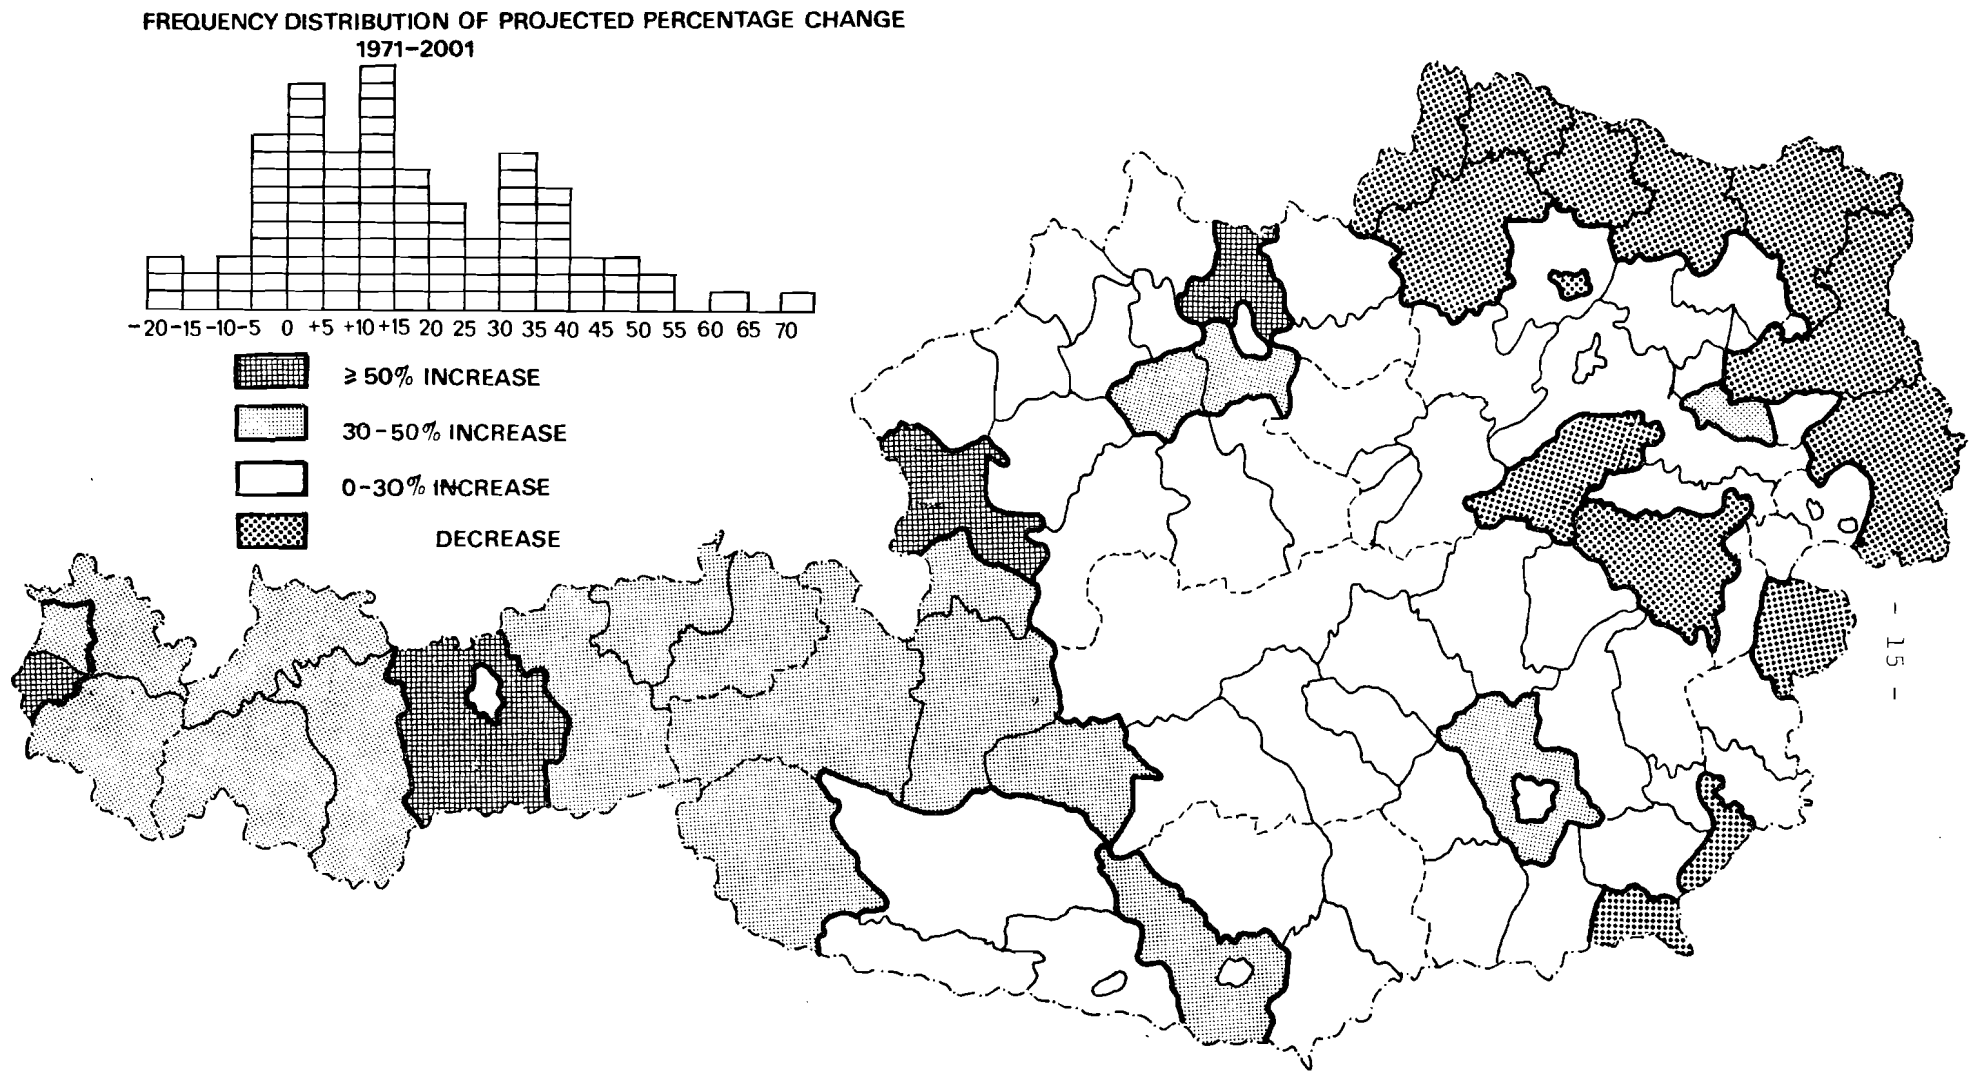 FREQUENCY DISTRIBUTION OF PROJECTED PERCENTAGE CHANGE
1971-2001
-20 -15 -10 -5 0 +5 +10 +15 20 25 30 35 40 45 50 55 60 65 70
≥ 50% INCREASE
30-50% INCREASE
0-30% INCREASE
DECREASE
- 15 -